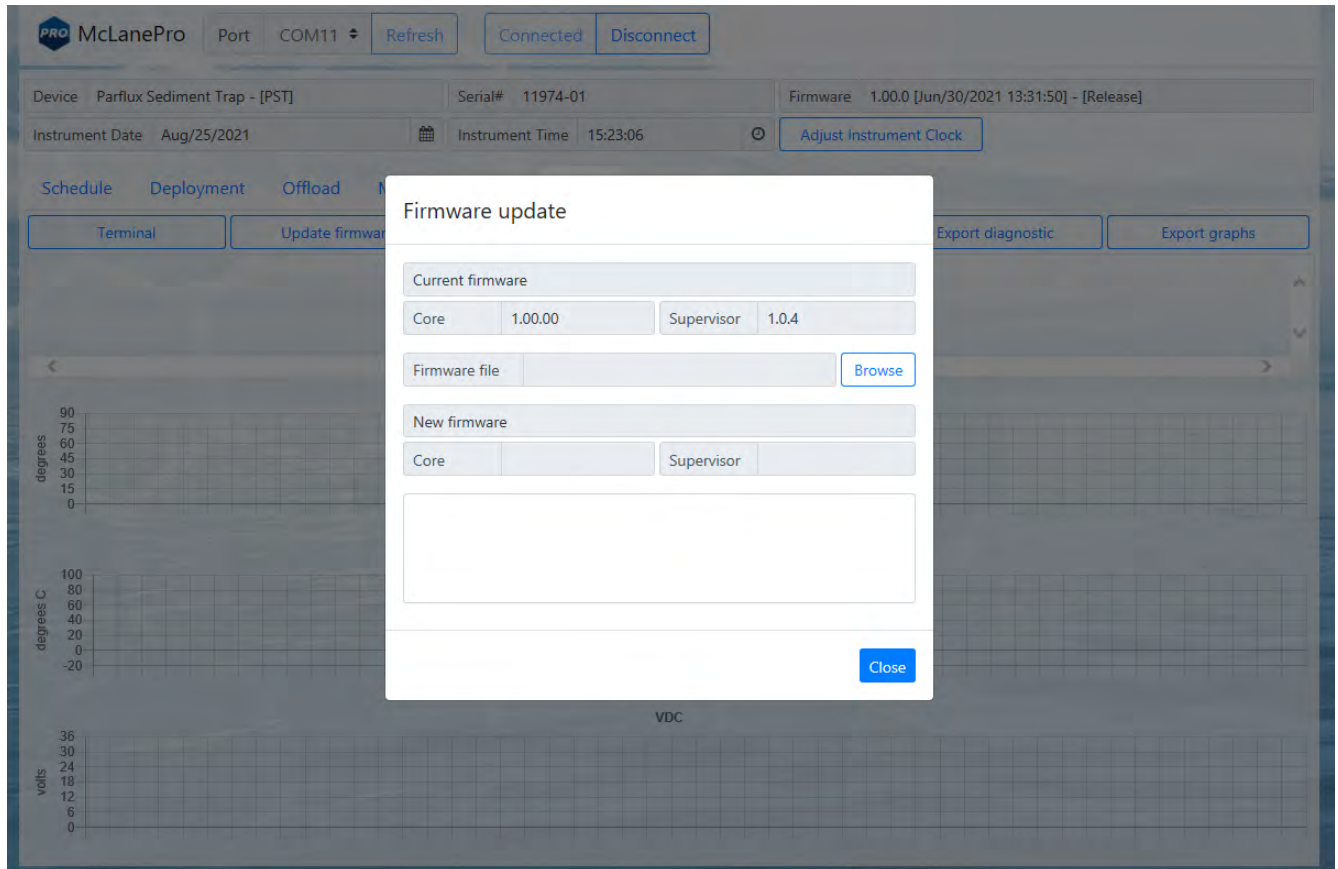 PRO McLanePro Port COM11 Refresh Connected Disconnect
Device Parflux Sediment Trap - [PST] Serial# 11974-01 Firmware 1.00.0 [Jun/30/2021 13:31:50] - [Release]
Instrument Date Aug/25/2021 Instrument Time 15:23:06 Adjust Instrument Clock
Schedule Deployment Offload M
Terminal Update firmwar Export diagnostic Export graphs
Firmware update
Current firmware
Core 1.00.00 Supervisor 1.0.4
Firmware file Browse
New firmware
Core Supervisor
Close
degrees
90
75
60
45
30
15
0
degrees C
100
80
60
40
20
0
-20
VDC
volts
36
30
24
18
12
6
0